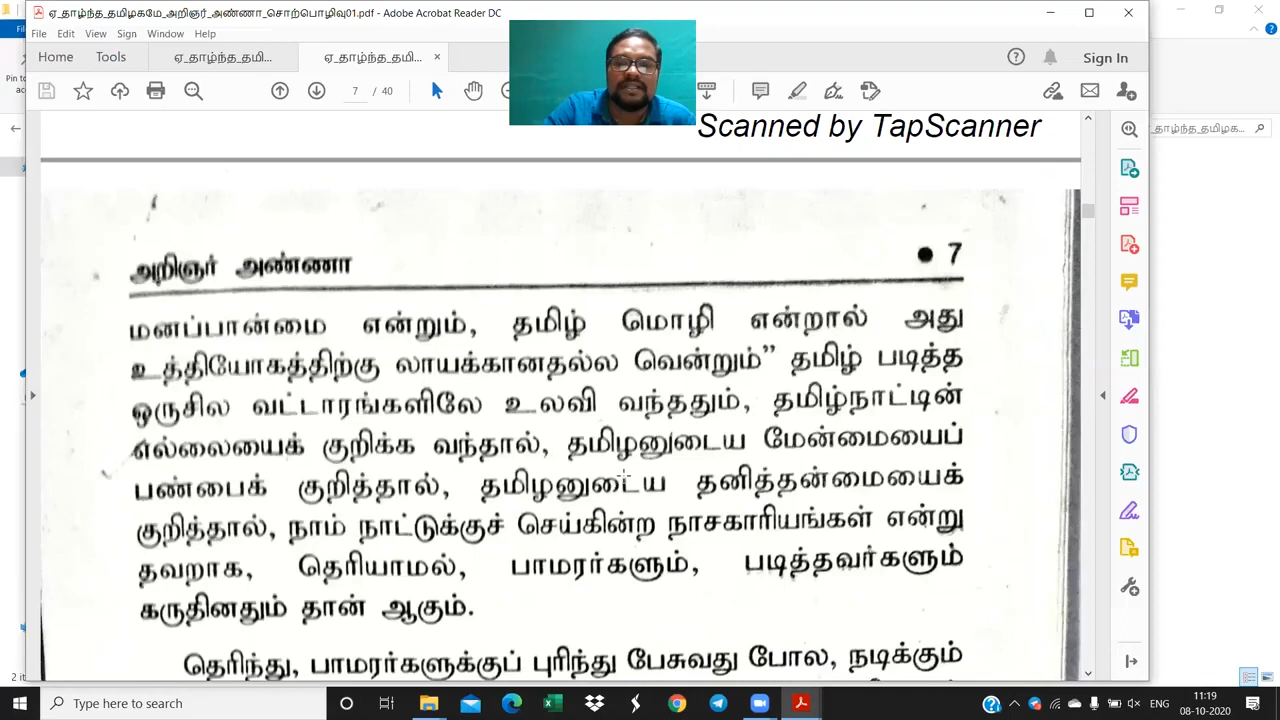 ஏ_தாழ்ந்த_தமிழகமே_அறிஞர்_அண்ணா_சொற்பொழிவு01.pdf - Adobe Acrobat Reader DC
File Edit View Sign Window Help
Home Tools ஏ_தாழ்ந்த_தமி... ஏ_தாழ்ந்த_தமி... × Sign In
7 / 40
Scanned by TapScanner
அறிஞர் அண்ணா ● 7
மனப்பான்மை என்றும், தமிழ் மொழி என்றால் அது
உத்தியோகத்திற்கு லாயக்கானதல்ல வென்றும்” தமிழ் படித்த
ஒருசில வட்டாரங்களிலே உலவி வந்ததும், தமிழ்நாட்டின்
எல்லையைக் குறிக்க வந்தால், தமிழனுடைய மேன்மையைப்
பண்பைக் குறித்தால், தமிழனுடைய தனித்தன்மையைக்
குறித்தால், நாம் நாட்டுக்குச் செய்கின்ற நாசகாரியங்கள் என்று
தவறாக, தெரியாமல், பாமரர்களும், படித்தவர்களும்
கருதினதும் தான் ஆகும்.
தெரிந்து, பாமரர்களுக்குப் புரிந்து பேசுவது போல, நடிக்கும்
Type here to search
ENG
11:19
08-10-2020